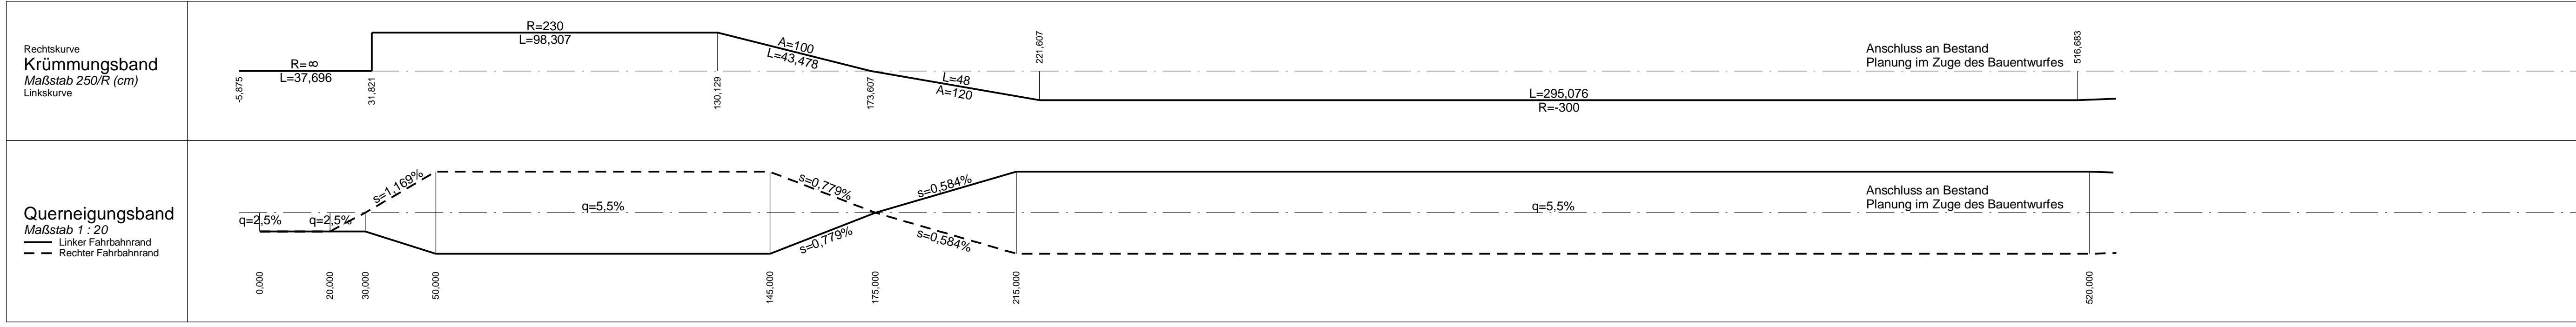 Rechtskurve
Krümmungsband
Maßstab 250/R (cm)
Linkskurve
-5,875
R= ∞
L=37,696
31,821
R=230
L=98,307
130,129
A=100
L=43,478
173,607
L=48
A=120
221,607
L=295,076
R=-300
Anschluss an Bestand
Planung im Zuge des Bauentwurfes
516,683
Querneigungsband
Maßstab 1 : 20
Linker Fahrbahnrand
Rechter Fahrbahnrand
q=2,5%
q=2,5%
s=1,169%
q=5,5%
s=0,779%
s=0,779%
s=0,584%
s=0,584%
q=5,5%
Anschluss an Bestand
Planung im Zuge des Bauentwurfes
0,000
20,000
30,000
50,000
145,000
175,000
215,000
520,000